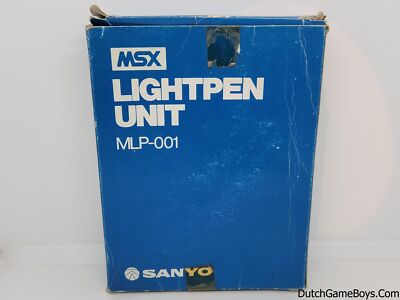 MSX
LIGHTPEN
UNIT
MLP-001
SANYO
DutchGameBoys.Com